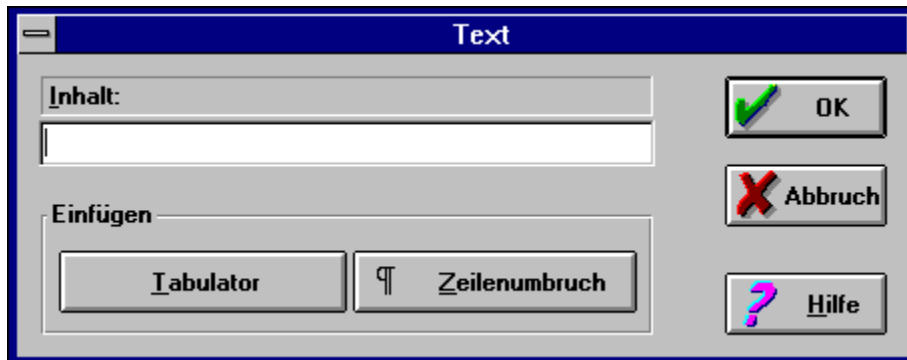 Text
Inhalt:
OK
Abbruch
Einfügen
Tabulator
¶ Zeilenumbruch
Hilfe